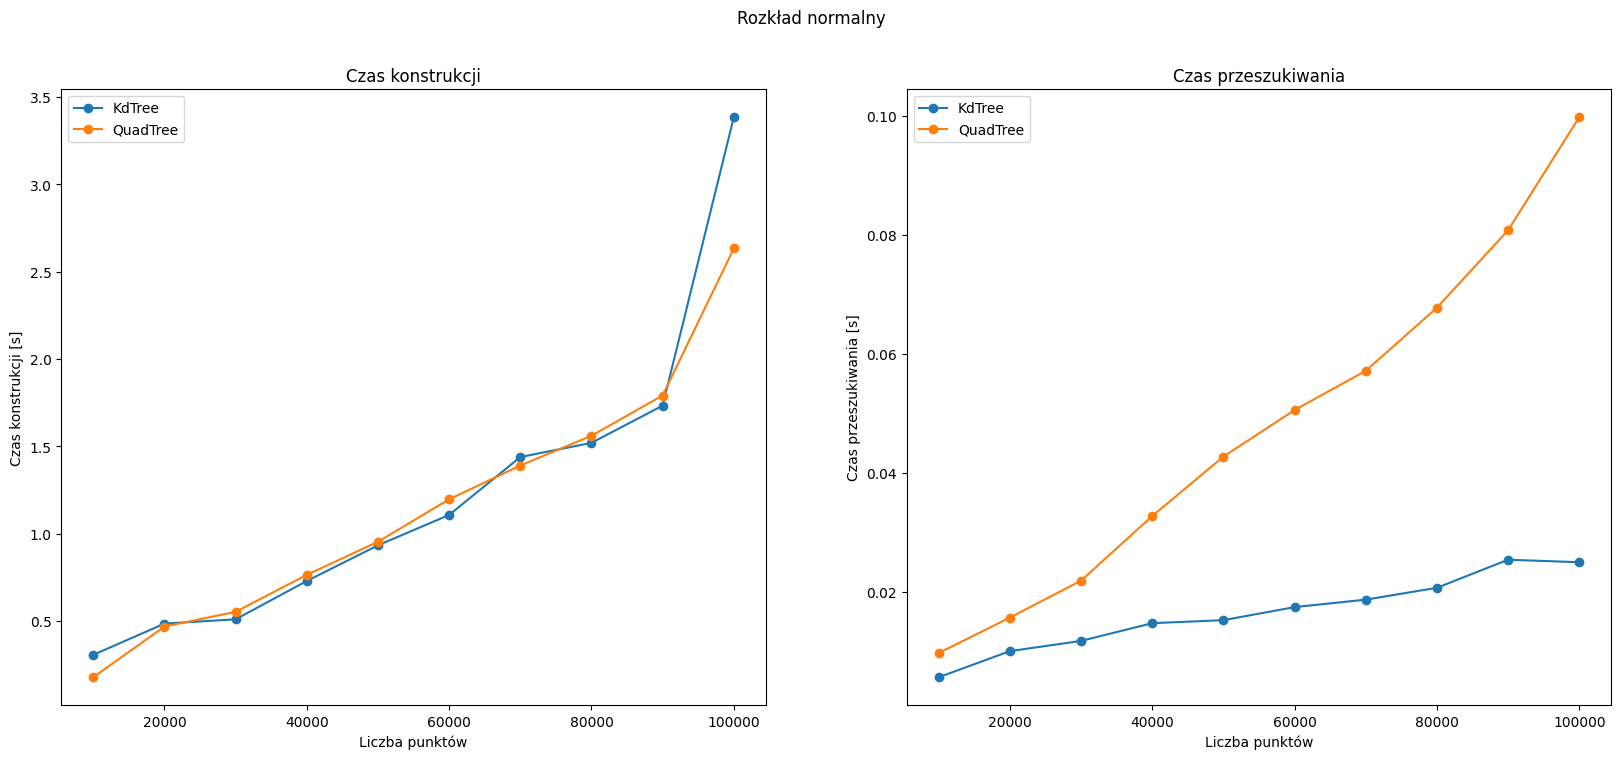 Rozkład normalny
Czas konstrukcji
KdTree
QuadTree
3.5
3.0
2.5
2.0
1.5
1.0
0.5
Czas konstrukcji [s]
20000
40000
60000
80000
100000
Liczba punktów
Czas przeszukiwania
KdTree
QuadTree
0.10
0.08
0.06
0.04
0.02
Czas przeszukiwania [s]
20000
40000
60000
80000
100000
Liczba punktów